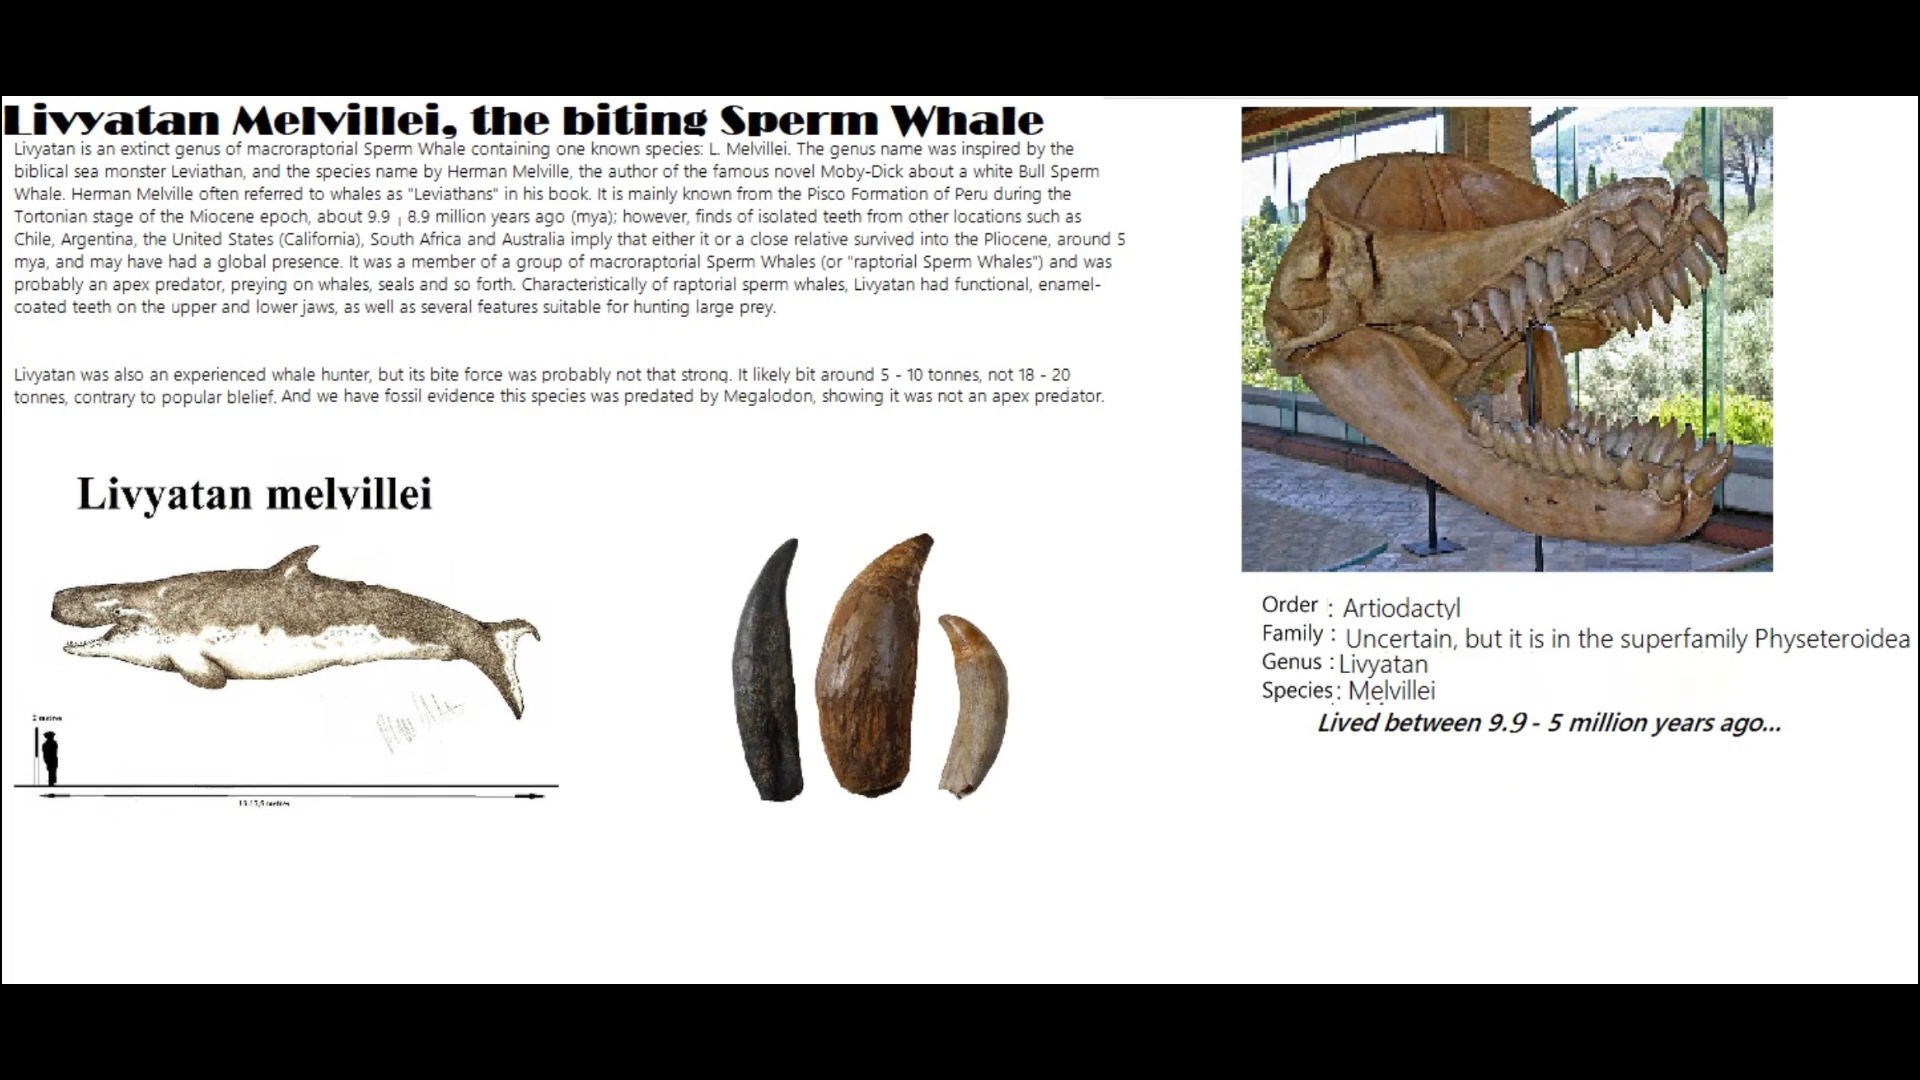 Livyatan Melvillei, the biting Sperm Whale
Livyatan is an extinct genus of macroraptorial Sperm Whale containing one known species: L. Melvillei. The genus name was inspired by the
biblical sea monster Leviathan, and the species name by Herman Melville, the author of the famous novel Moby-Dick about a white Bull Sperm
Whale. Herman Melville often referred to whales as "Leviathans" in his book. It is mainly known from the Pisco Formation of Peru during the
Tortonian stage of the Miocene epoch, about 9.9 ╷ 8.9 million years ago (mya); however, finds of isolated teeth from other locations such as
Chile, Argentina, the United States (California), South Africa and Australia imply that either it or a close relative survived into the Pliocene, around 5
mya, and may have had a global presence. It was a member of a group of macroraptorial Sperm Whales (or "raptorial Sperm Whales") and was
probably an apex predator, preying on whales, seals and so forth. Characteristically of raptorial sperm whales, Livyatan had functional, enamel-
coated teeth on the upper and lower jaws, as well as several features suitable for hunting large prey.
Livyatan was also an experienced whale hunter, but its bite force was probably not that strong. It likely bit around 5 - 10 tonnes, not 18 - 20
tonnes, contrary to popular blelief. And we have fossil evidence this species was predated by Megalodon, showing it was not an apex predator.
Livyatan melvillei
2 metres
Order : Artiodactyl
Family : Uncertain, but it is in the superfamily Physeteroidea
Genus : Livyatan
Species : Melvillei
Lived between 9.9 - 5 million years ago...